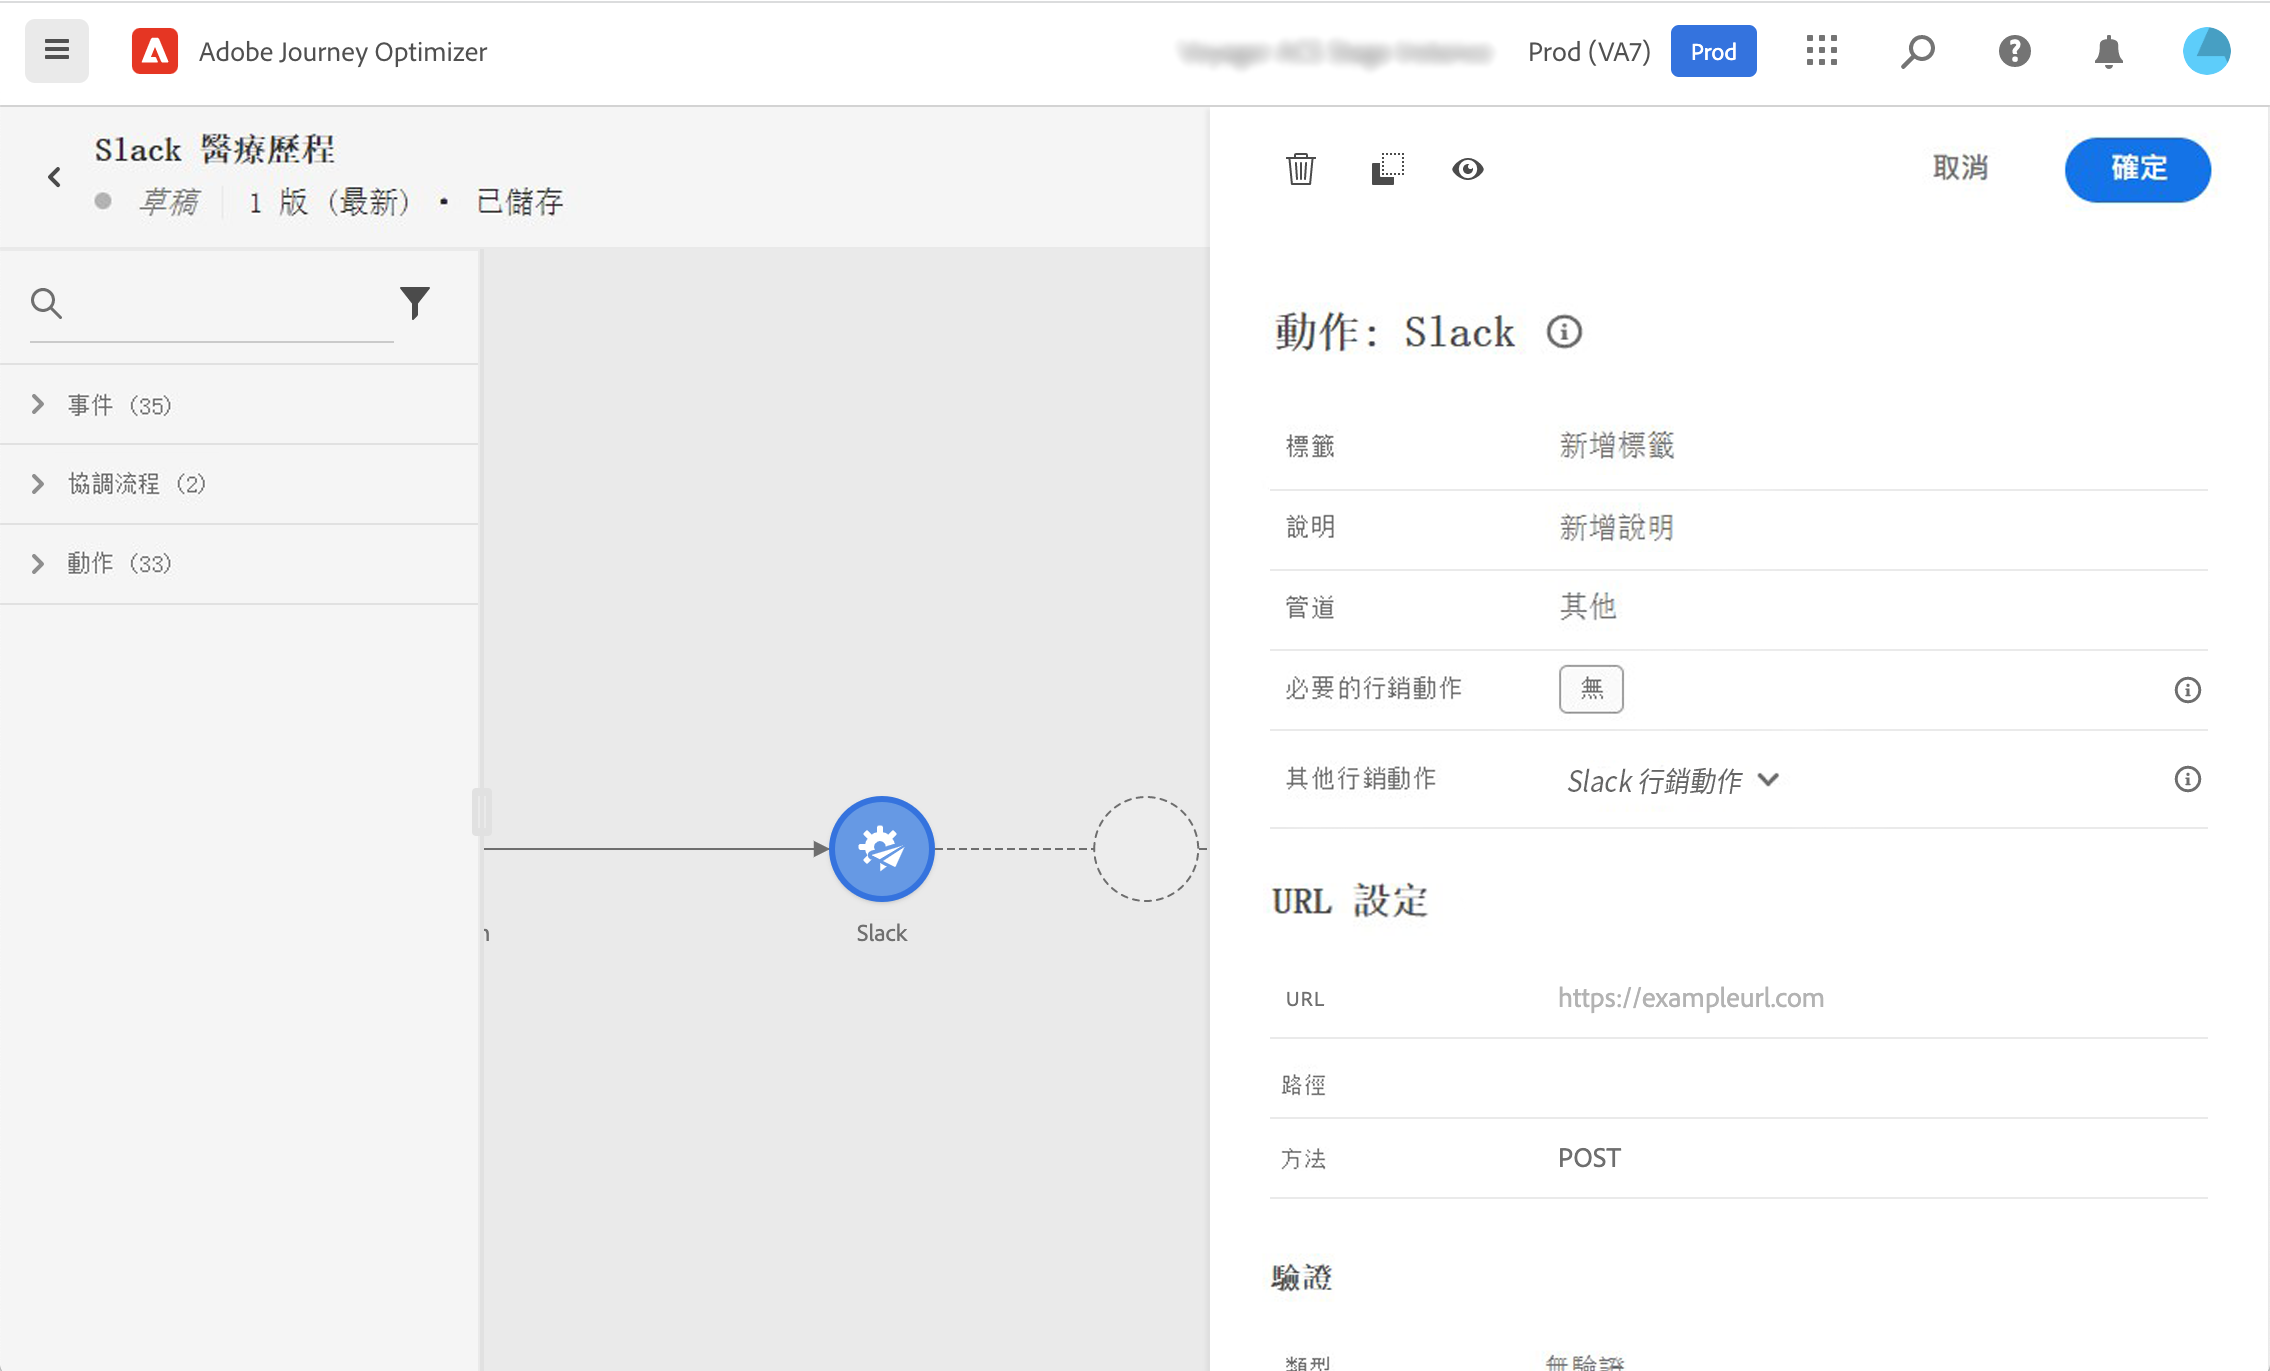 Adobe Journey Optimizer
Prod (VA7)
Prod
Slack 醫療歷程
草稿
1 版 (最新) • 已儲存
事件 (35)
協調流程 (2)
動作 (33)
Slack
取消
確定
動作: Slack
標籤 新增標籤
說明 新增說明
管道 其他
必要的行銷動作 無
其他行銷動作 Slack 行銷動作
URL 設定
URL https://exampleurl.com
路徑
方法 POST
驗證
類型 無驗證